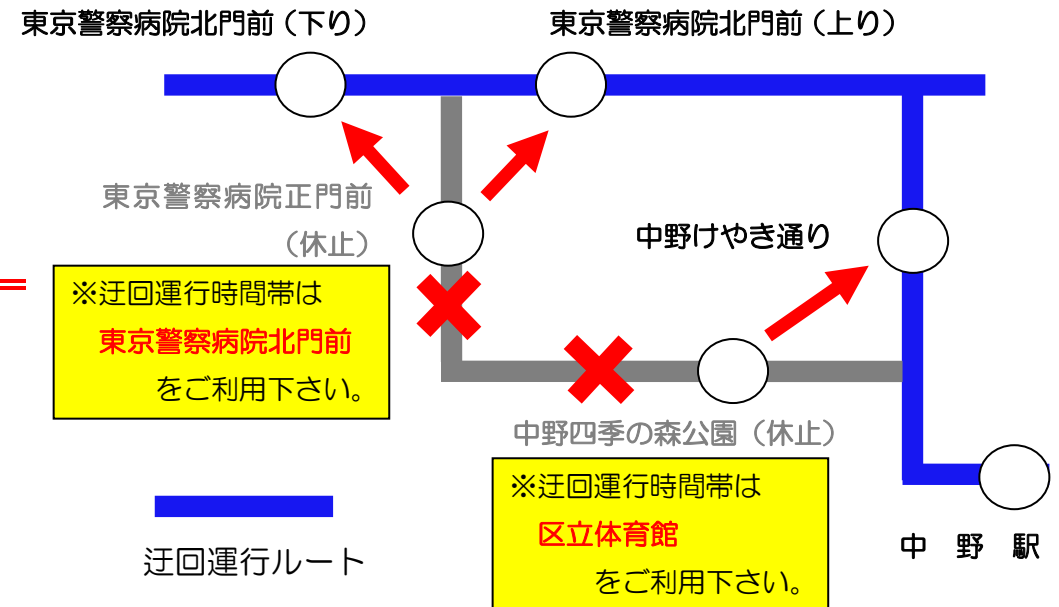 東京警察病院北門前（下り）
東京警察病院北門前（上り）
東京警察病院正門前
（休止）
中野けやき通り
※迂回運行時間帯は
東京警察病院北門前
をご利用下さい。
中野四季の森公園（休止）
※迂回運行時間帯は
区立体育館
をご利用下さい。
迂回運行ルート
中 野 駅